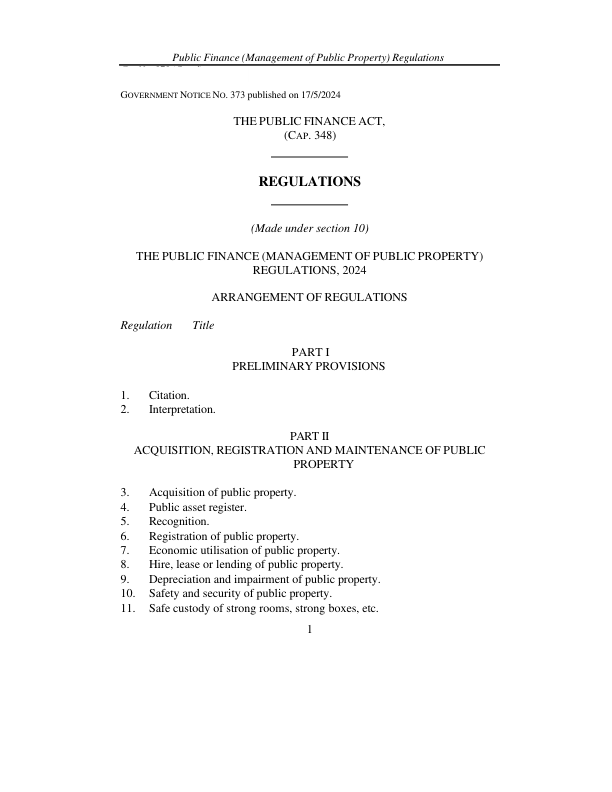 Public Finance (Management of Public Property) Regulations
GOVERNMENT NOTICE NO. 373 published on 17/5/2024
THE PUBLIC FINANCE ACT,
(CAP. 348)
REGULATIONS
(Made under section 10)
THE PUBLIC FINANCE (MANAGEMENT OF PUBLIC PROPERTY)
REGULATIONS, 2024
ARRANGEMENT OF REGULATIONS
Regulation Title
PART I
PRELIMINARY PROVISIONS
1. Citation.
2. Interpretation.
PART II
ACQUISITION, REGISTRATION AND MAINTENANCE OF PUBLIC
PROPERTY
3. Acquisition of public property.
4. Public asset register.
5. Recognition.
6. Registration of public property.
7. Economic utilisation of public property.
8. Hire, lease or lending of public property.
9. Depreciation and impairment of public property.
10. Safety and security of public property.
11. Safe custody of strong rooms, strong boxes, etc.
1